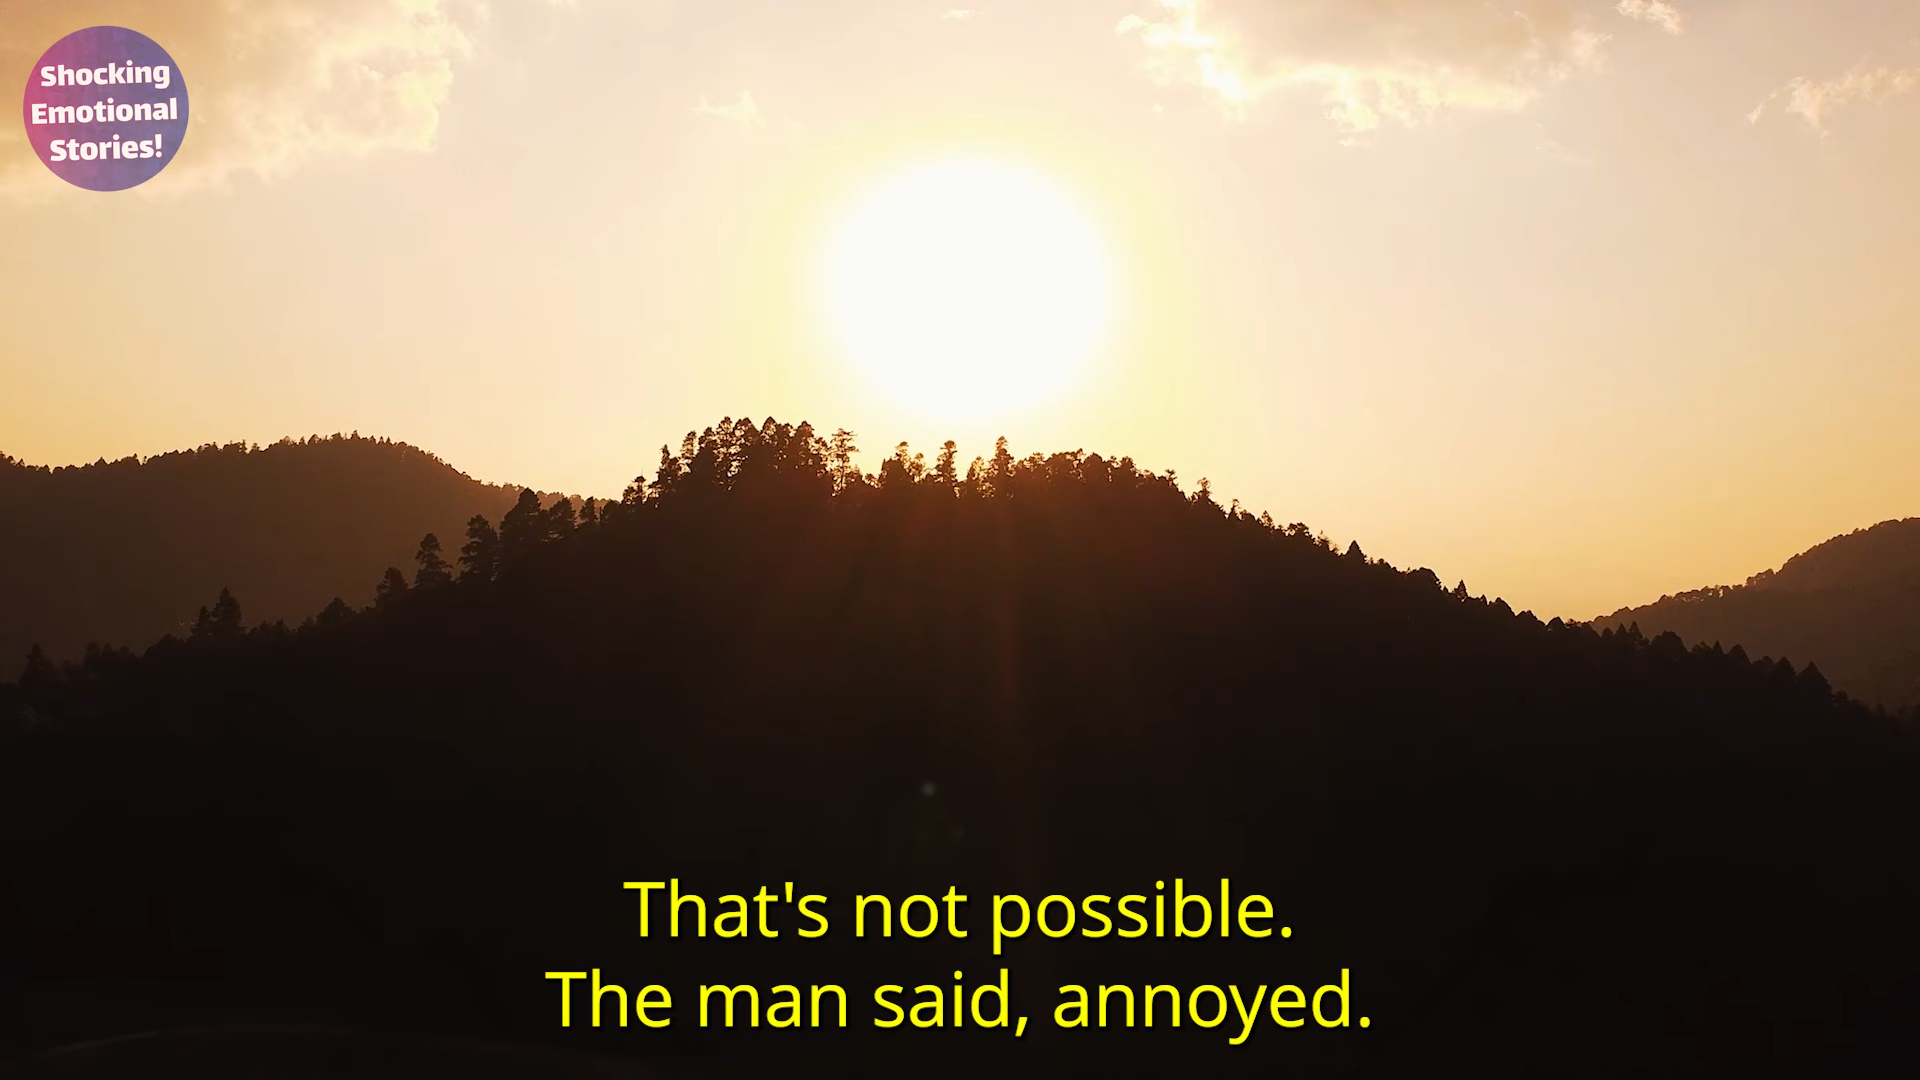 Shocking
Emotional
Stories!
That's not possible.
The man said, annoyed.